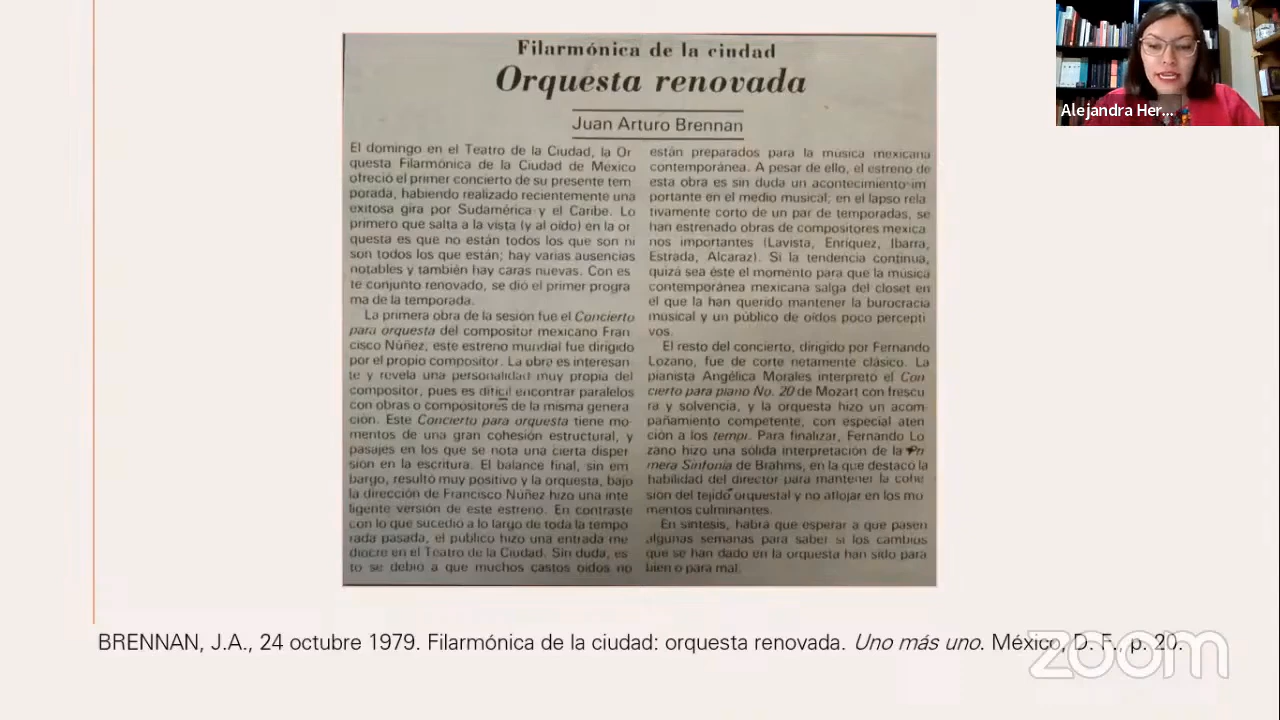 Filarmónica de la ciudad
Orquesta renovada
Juan Arturo Brennan
El domingo en el Teatro de la Ciudad, la Or
questa Filarmónica de la Ciudad de México
ofreció el primer concierto de su presente tem
porada, habiendo realizado recientemente una
exitosa gira por Sudamérica y el Caribe. Lo
primero que salta a la vista (y al oído) en la or
questa es que no están todos los que son ni
son todos los que están; hay varias ausencias
notables y también hay caras nuevas. Con es
te conjunto renovado, se dió el primer progra
ma de la temporada.
La primera obra de la sesión fue el Concierto
para orquesta del compositor mexicano Fran
cisco Núñez, este estreno mundial fue dirigido
por el propio compositor. La obra es interesan
te y revela una personalidad muy propia del
compositor, pues es difícil encontrar paralelos
con obras o compositores de la misma genera
ción. Este Concierto para orquesta tiene mo
mentos de una gran cohesión estructural, y
pasajes en los que se nota una cierta disper
sión en la escritura. El balance final, sin em
bargo, resultó muy positivo y la orquesta, bajo
la dirección de Francisco Núñez hizo una inte
ligente versión de este estreno. En contraste
con lo que sucedió a lo largo de toda la tempo
rada pasada, el publico hizo una entrada me
diocre en el Teatro de la Ciudad. Sin duda, es
to se debió a que muchos castos oídos no
están preparados para la música mexicana
contemporánea. A pesar de ello, el estreno de
esta obra es sin duda un acontecimiento im
portante en el medio musical; en el lapso rela
tivamente corto de un par de temporadas, se
han estrenado obras de compositores mexica
nos importantes (Lavista, Enríquez, Ibarra,
Estrada, Alcaraz). Si la tendencia continua,
quizá sea éste el momento para que la música
contemporánea mexicana salga del closet en
el que la han querido mantener la burocracia
musical y un público de oídos poco percepti
vos.
El resto del concierto, dirigido por Fernando
Lozano, fue de corte netamente clásico. La
pianista Angélica Morales interpretó el Con
cierto para piano No. 20 de Mozart con frescu
ra y solvencia, y la orquesta hizo un acom
pañamiento competente, con especial aten
ción a los tempi. Para finalizar, Fernando Lo
zano hizo una sólida interpretación de la Pri
mera Sinfonía de Brahms, en la que destacó la
habilidad del director para mantener la cohe
sión del tejido orquestal y no aflojar en los mo
mentos culminantes.
En síntesis, habrá que esperar a que pasen
algunas semanas para saber si los cambios
que se han dado en la orquesta han sido para
bien o para mal.
BRENNAN, J.A., 24 octubre 1979. Filarmónica de la ciudad: orquesta renovada. Uno más uno. México, D. F., p. 20.
Alejandra Her...
zoom